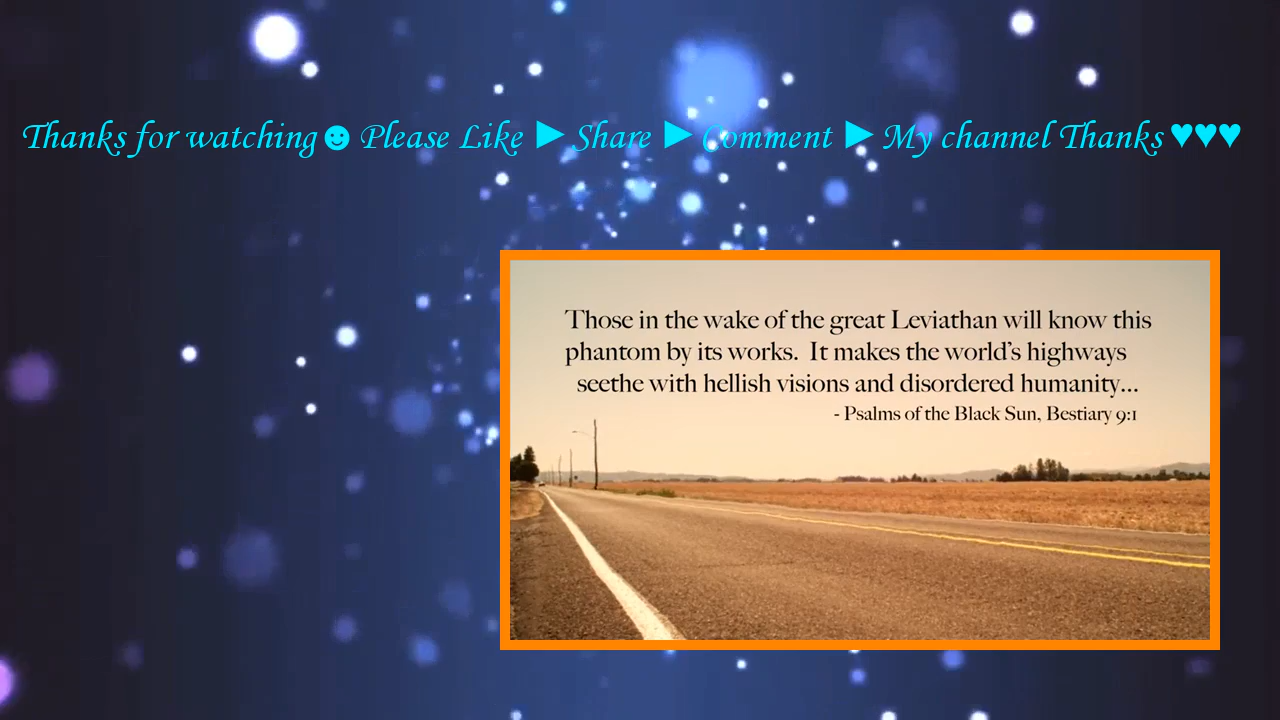 Thanks for watching☻ Please Like ► Share ► Comment ► My channel Thanks ♥♥♥
Those in the wake of the great Leviathan will know this
phantom by its works. It makes the world's highways
seethe with hellish visions and disordered humanity...
- Psalms of the Black Sun, Bestiary 9:1